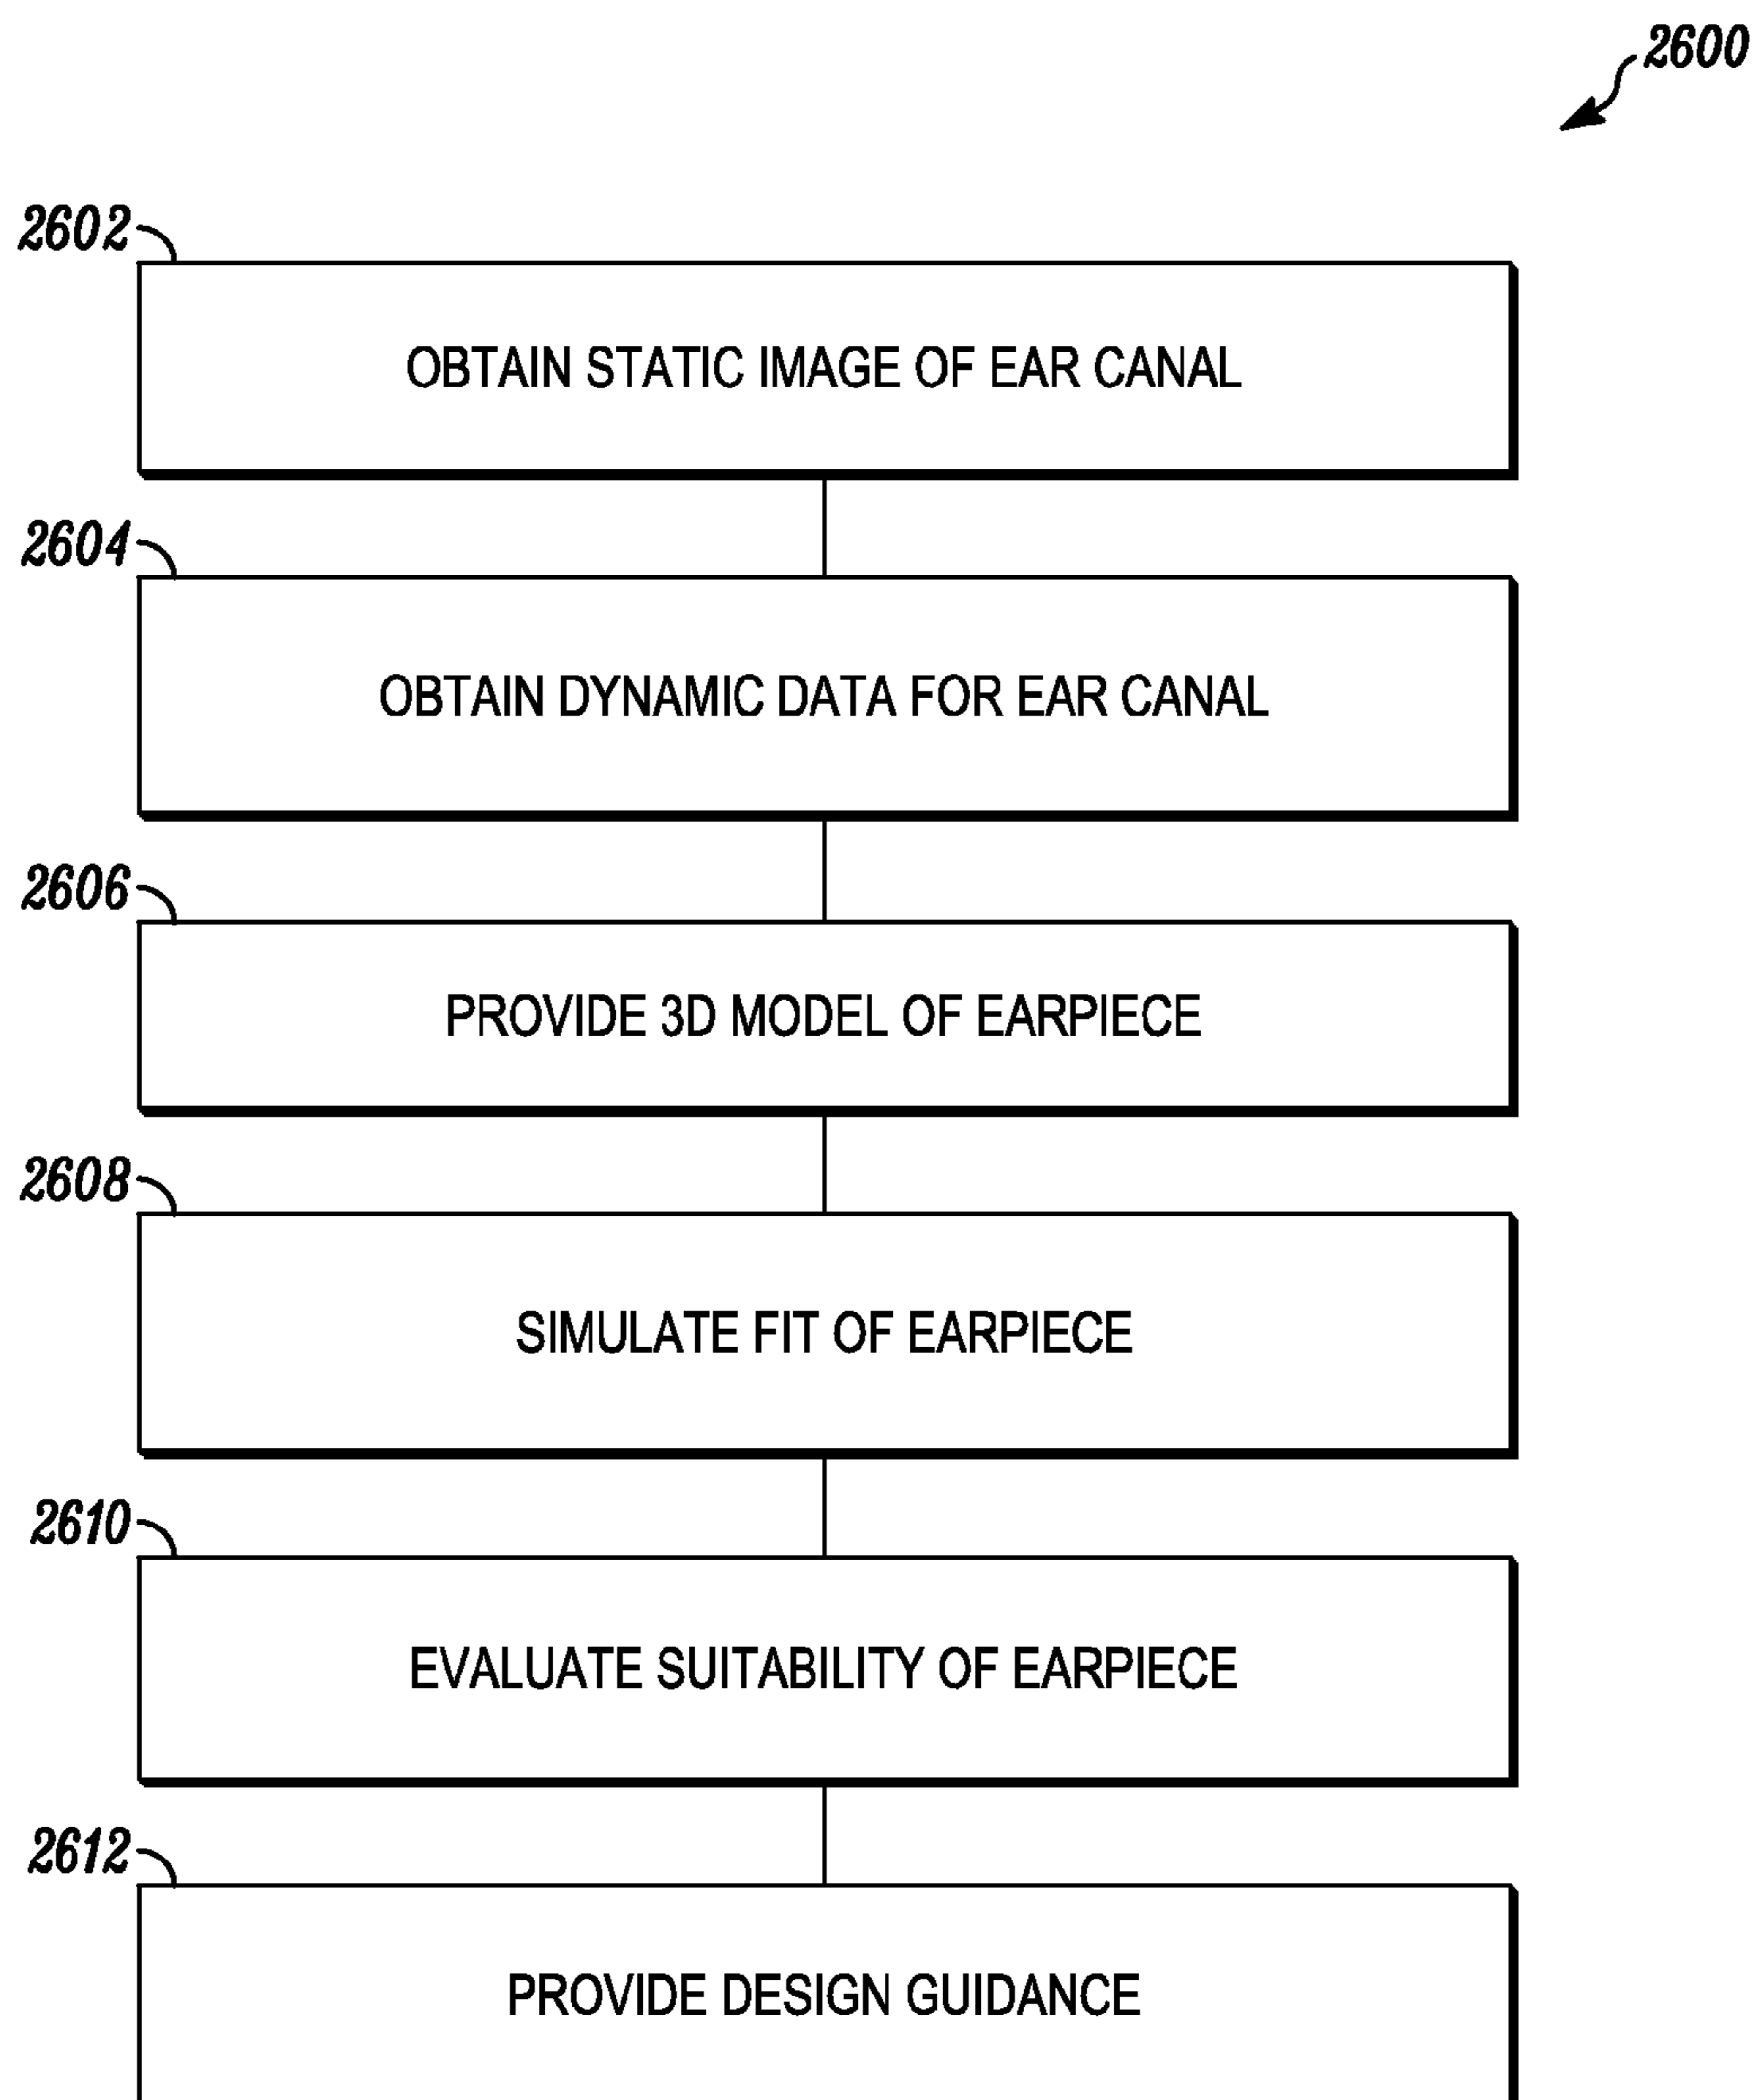 2600
2602
OBTAIN STATIC IMAGE OF EAR CANAL
2604
OBTAIN DYNAMIC DATA FOR EAR CANAL
2606
PROVIDE 3D MODEL OF EARPIECE
2608
SIMULATE FIT OF EARPIECE
2610
EVALUATE SUITABILITY OF EARPIECE
2612
PROVIDE DESIGN GUIDANCE